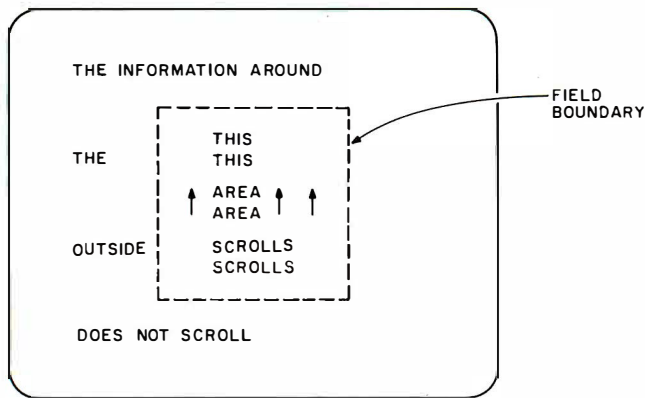 THE INFORMATION AROUND
FIELD
BOUNDARY
THIS
THE THIS
AREA
AREA
OUTSIDE SCROLLS
SCROLLS
DOES NOT SCROLL